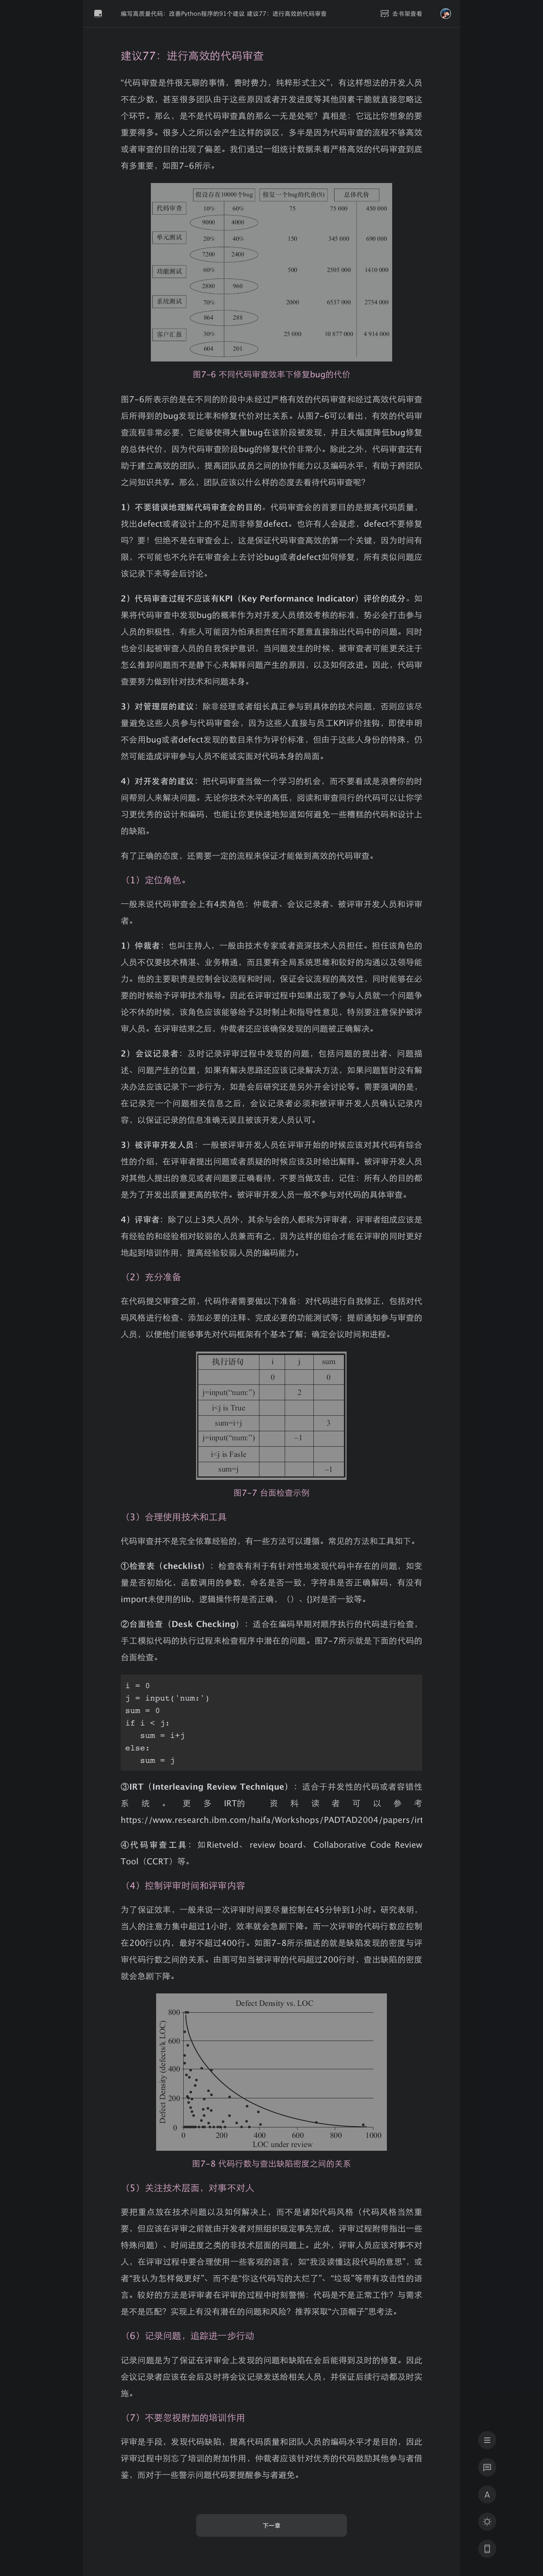 编写高质量代码：改善Python程序的91个建议 建议77：进行高效的代码审查
去书架查看
建议77：进行高效的代码审查
“代码审查是件很无聊的事情，费时费力，纯粹形式主义”，有这样想法的开发人员
不在少数，甚至很多团队由于这些原因或者开发进度等其他因素干脆就直接忽略这
个环节。那么，是不是代码审查真的那么一无是处呢？真相是：它远比你想象的要
重要得多。很多人之所以会产生这样的误区，多半是因为代码审查的流程不够高效
或者审查的目的出现了偏差。我们通过一组统计数据来看严格高效的代码审查到底
有多重要，如图7-6所示。
假设存在10000个bug 修复一个bug的代价(N) 总体代价
代码审查 10% 60% 75 75 000 450 000
9000 4000
单元测试 20% 40% 150 345 000 690 000
7200 2400
功能测试 60% 500 2505 000 1410 000
2880 960
系统测试 70% 2000 6537 000 2754 000
864 288
客户汇报 30% 25 000 10 877 000 4 914 000
604 201
图7-6 不同代码审查效率下修复bug的代价
图7-6所表示的是在不同的阶段中未经过严格有效的代码审查和经过高效代码审查
后所得到的bug发现比率和修复代价对比关系。从图7-6可以看出，有效的代码审
查流程非常必要，它能够使得大量bug在该阶段被发现，并且大幅度降低bug修复
的总体代价，因为代码审查阶段bug的修复代价非常小。除此之外，代码审查还有
助于建立高效的团队，提高团队成员之间的协作能力以及编码水平，有助于跨团队
之间知识共享。那么，团队应该以什么样的态度去看待代码审查呢？
1）不要错误地理解代码审查会的目的。代码审查会的首要目的是提高代码质量，
找出defect或者设计上的不足而非修复defect。也许有人会疑虑，defect不要修复
吗？要！但绝不是在审查会上，这是保证代码审查高效的第一个关键，因为时间有
限，不可能也不允许在审查会上去讨论bug或者defect如何修复，所有类似问题应
该记录下来等会后讨论。
2）代码审查过程不应该有KPI（Key Performance Indicator）评价的成分。如
果将代码审查中发现bug的概率作为对开发人员绩效考核的标准，势必会打击参与
人员的积极性，有些人可能因为怕承担责任而不愿意直接指出代码中的问题。同时
也会引起被审查人员的自我保护意识，当问题发生的时候，被审查者可能更关注于
怎么推卸问题而不是静下心来解释问题产生的原因，以及如何改进。因此，代码审
查要努力做到针对技术和问题本身。
3）对管理层的建议：除非经理或者组长真正参与到具体的技术问题，否则应该尽
量避免这些人员参与代码审查会，因为这些人直接与员工KPI评价挂钩，即使申明
不会用bug或者defect发现的数目来作为评价标准，但由于这些人身份的特殊，仍
然可能造成评审参与人员不能诚实面对代码本身的局面。
4）对开发者的建议：把代码审查当做一个学习的机会，而不要看成是浪费你的时
间帮别人来解决问题。无论你技术水平的高低，阅读和审查同行的代码可以让你学
习更优秀的设计和编码，也能让你更快速地知道如何避免一些糟糕的代码和设计上
的缺陷。
有了正确的态度，还需要一定的流程来保证才能做到高效的代码审查。
（1）定位角色。
一般来说代码审查会上有4类角色：仲裁者、会议记录者、被评审开发人员和评审
者。
1）仲裁者：也叫主持人，一般由技术专家或者资深技术人员担任。担任该角色的
人员不仅要技术精湛、业务精通，而且要有全局系统思维和较好的沟通以及领导能
力。他的主要职责是控制会议流程和时间，保证会议流程的高效性，同时能够在必
要的时候给予评审技术指导。因此在评审过程中如果出现了参与人员就一个问题争
论不休的时候，该角色应该能够给予及时制止和指导性意见，特别要注意保护被评
审人员。在评审结束之后，仲裁者还应该确保发现的问题被正确解决。
2）会议记录者：及时记录评审过程中发现的问题，包括问题的提出者、问题描
述、问题产生的位置，如果有解决思路还应该记录解决方法，如果问题暂时没有解
决办法应该记录下一步行为，如是会后研究还是另外开会讨论等。需要强调的是，
在记录完一个问题相关信息之后，会议记录者必须和被评审开发人员确认记录内
容，以保证记录的信息准确无误且被该开发人员认可。
3）被评审开发人员：一般被评审开发人员在评审开始的时候应该对其代码有综合
性的介绍，在评审者提出问题或者质疑的时候应该及时给出解释。被评审开发人员
对其他人提出的意见或者问题要正确看待，不要当做攻击，记住：所有人的目的都
是为了开发出质量更高的软件。被评审开发人员一般不参与对代码的具体审查。
4）评审者：除了以上3类人员外，其余与会的人都称为评审者，评审者组成应该是
有经验的和经验相对较弱的人员兼而有之，因为这样的组合才能在评审的同时更好
地起到培训作用，提高经验较弱人员的编码能力。
（2）充分准备
在代码提交审查之前，代码作者需要做以下准备：对代码进行自我修正，包括对代
码风格进行检查、添加必要的注释、完成必要的功能测试等；提前通知参与审查的
人员，以便他们能够事先对代码框架有个基本了解；确定会议时间和进程。
执行语句 i j sum
0 0
j=input(“num:”) 2
i<j is True
sum=i+j 3
j=input(“num:”) –1
i<j is Fasle
sum=j –1
图7-7 台面检查示例
（3）合理使用技术和工具
代码审查并不是完全依靠经验的，有一些方法可以遵循。常见的方法和工具如下。
①检查表（checklist）：检查表有利于有针对性地发现代码中存在的问题，如变
量是否初始化，函数调用的参数，命名是否一致，字符串是否正确解码，有没有
import未使用的lib，逻辑操作符是否正确，（）、{}对是否一致等。
②台面检查（Desk Checking）：适合在编码早期对顺序执行的代码进行检查，
手工模拟代码的执行过程来检查程序中潜在的问题。图7-7所示就是下面的代码的
台面检查。
i = 0
j = input('num:')
sum = 0
if i < j:
sum = i+j
else:
sum = j
③IRT（Interleaving Review Technique）：适合于并发性的代码或者容错性
系统。更多IRT的 资料读者可以参考
https://www.research.ibm.com/haifa/Workshops/PADTAD2004/papers/irt
④代码审查工具：如Rietveld、review board、Collaborative Code Review
Tool（CCRT）等。
（4）控制评审时间和评审内容
为了保证效率，一般来说一次评审时间要尽量控制在45分钟到1小时。研究表明，
当人的注意力集中超过1小时，效率就会急剧下降。而一次评审的代码行数应控制
在200行以内，最好不超过400行。如图7-8所示描述的就是缺陷发现的密度与评
审代码行数之间的关系。由图可知当被评审的代码超过200行时，查出缺陷的密度
就会急剧下降。
Defect Density vs. LOC
Defect Density (defects/k LOC)
800
600
400
200
0
0 200 400 600 800 1000
LOC under review
图7-8 代码行数与查出缺陷密度之间的关系
（5）关注技术层面，对事不对人
要把重点放在技术问题以及如何解决上，而不是诸如代码风格（代码风格当然重
要，但应该在评审之前就由开发者对照组织规定事先完成，评审过程附带指出一些
特殊问题）、时间进度之类的非技术层面的问题上。此外，评审人员应该对事不对
人，在评审过程中要合理使用一些客观的语言，如“我没读懂这段代码的意思”，或
者“我认为怎样做更好”、而不是“你这代码写的太烂了”、“垃圾”等带有攻击性的语
言。较好的方法是评审者在评审的过程中时刻警惕：代码是不是正常工作？与需求
是不是匹配？实现上有没有潜在的问题和风险？推荐采取“六顶帽子”思考法。
（6）记录问题，追踪进一步行动
记录问题是为了保证在评审会上发现的问题和缺陷在会后能得到及时的修复。因此
会议记录者应该在会后及时将会议记录发送给相关人员，并保证后续行动都及时实
施。
（7）不要忽视附加的培训作用
评审是手段，发现代码缺陷，提高代码质量和团队人员的编码水平才是目的，因此
评审过程中别忘了培训的附加作用，仲裁者应该针对优秀的代码鼓励其他参与者借
鉴，而对于一些警示问题代码要提醒参与者避免。
下一章
A